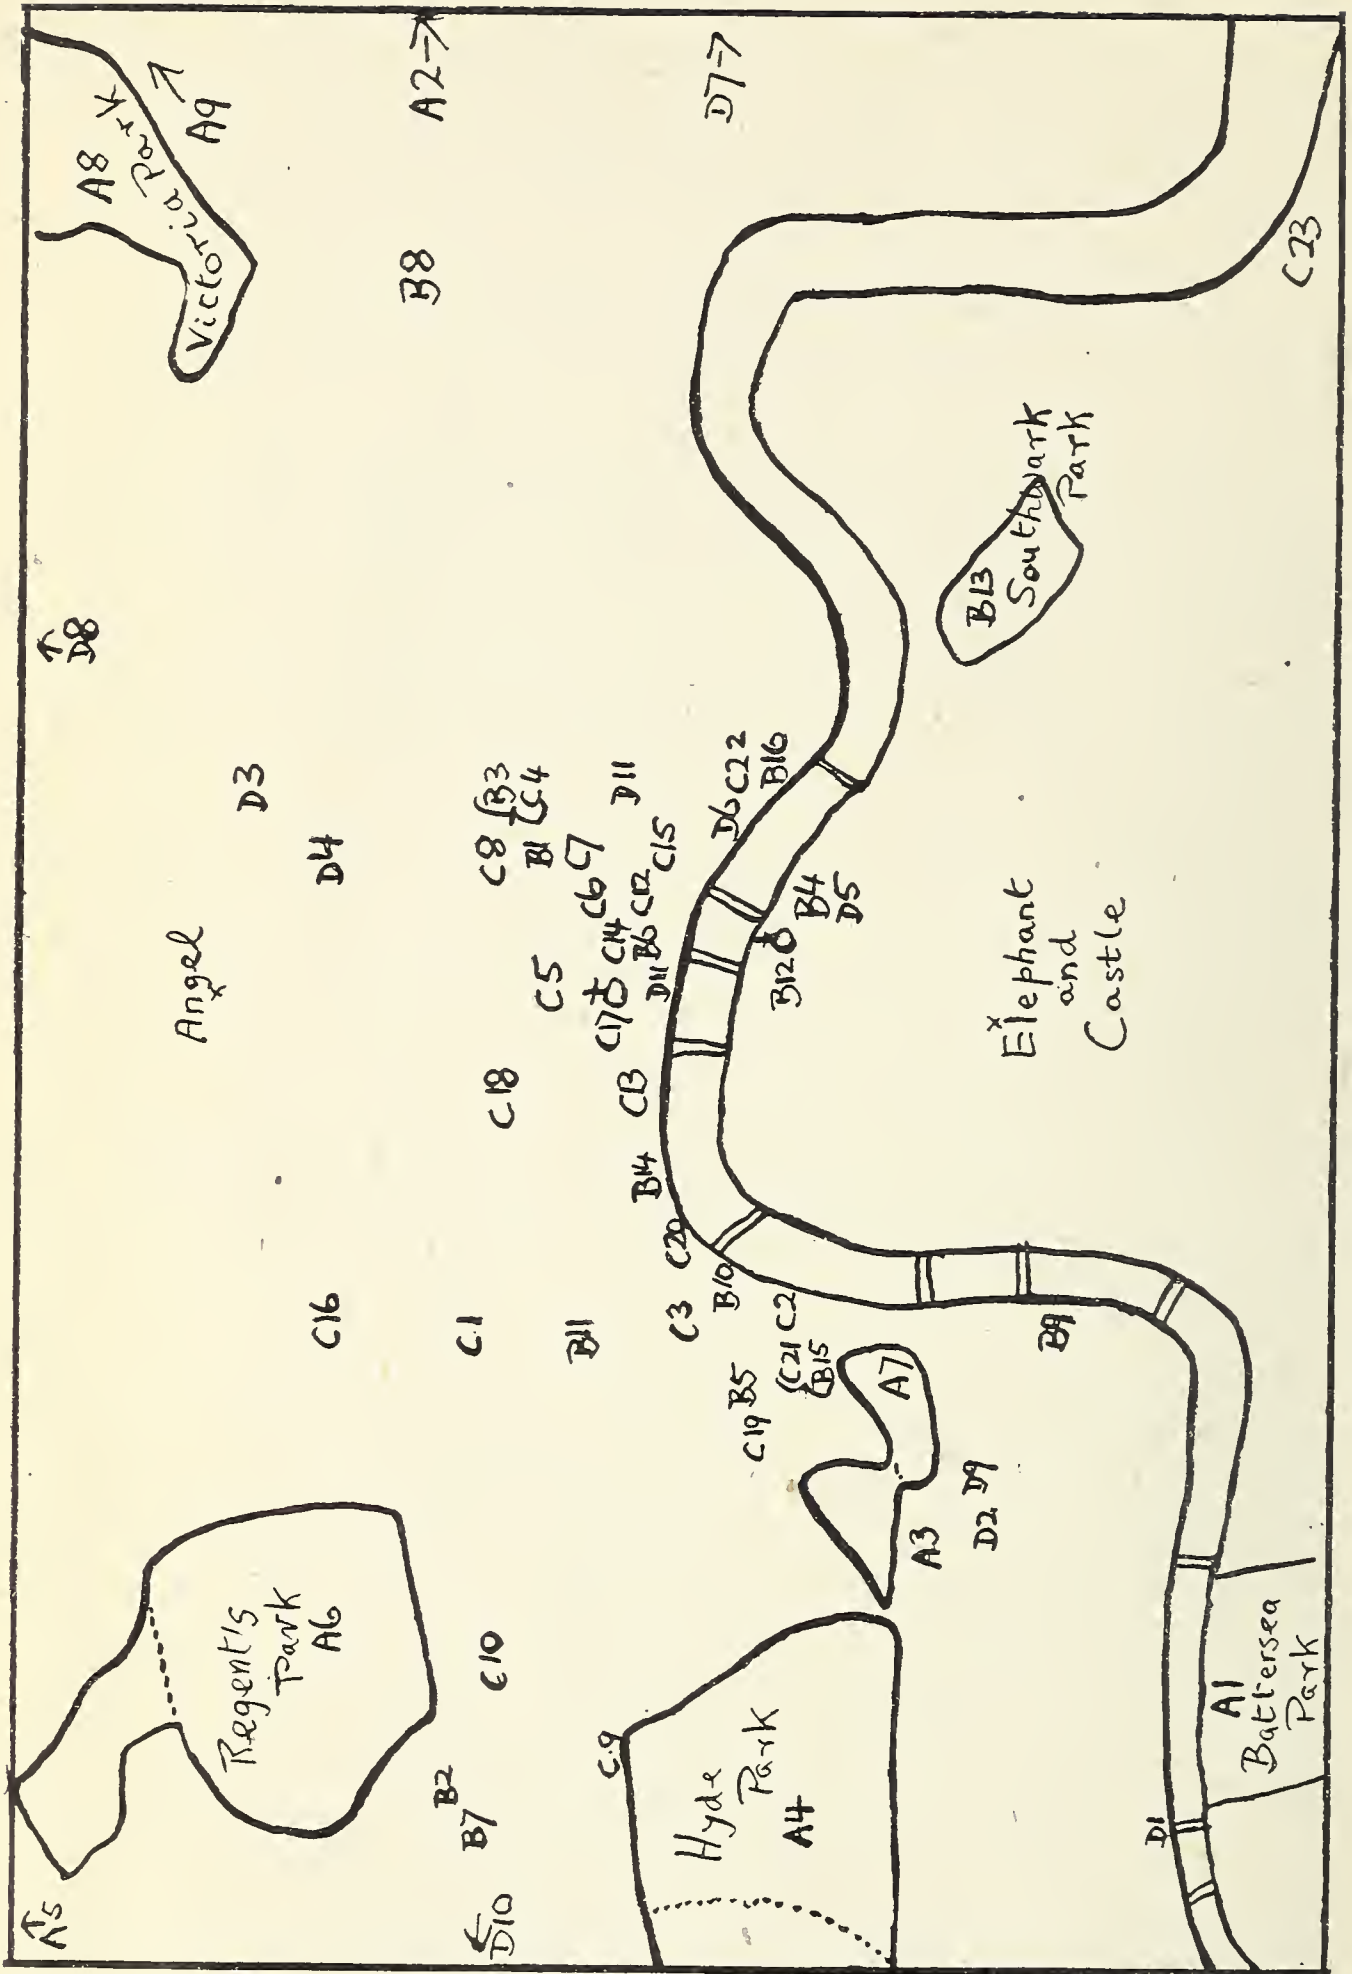 A5
D8
A8
Victoria Park
A9
Angel
D3
Regent's
Park
A6
D4
C16
A2
B8
B2
B7
D10
C10
C1
C18
C8
B3
C4
B1
C5
B11
C6
C7
D11
C17
C14
B6
C12
C15
D11
C13
B14
C9
Hyde
Park
A4
C3
C20
B10
D6
C22
B16
D7
C19
B5
C21
B15
C2
B12
B4
D5
A7
A3
D2
D9
B13
Southwark
Park
Elephant
and
Castle
B9
D1
A1
Battersea
Park
C23